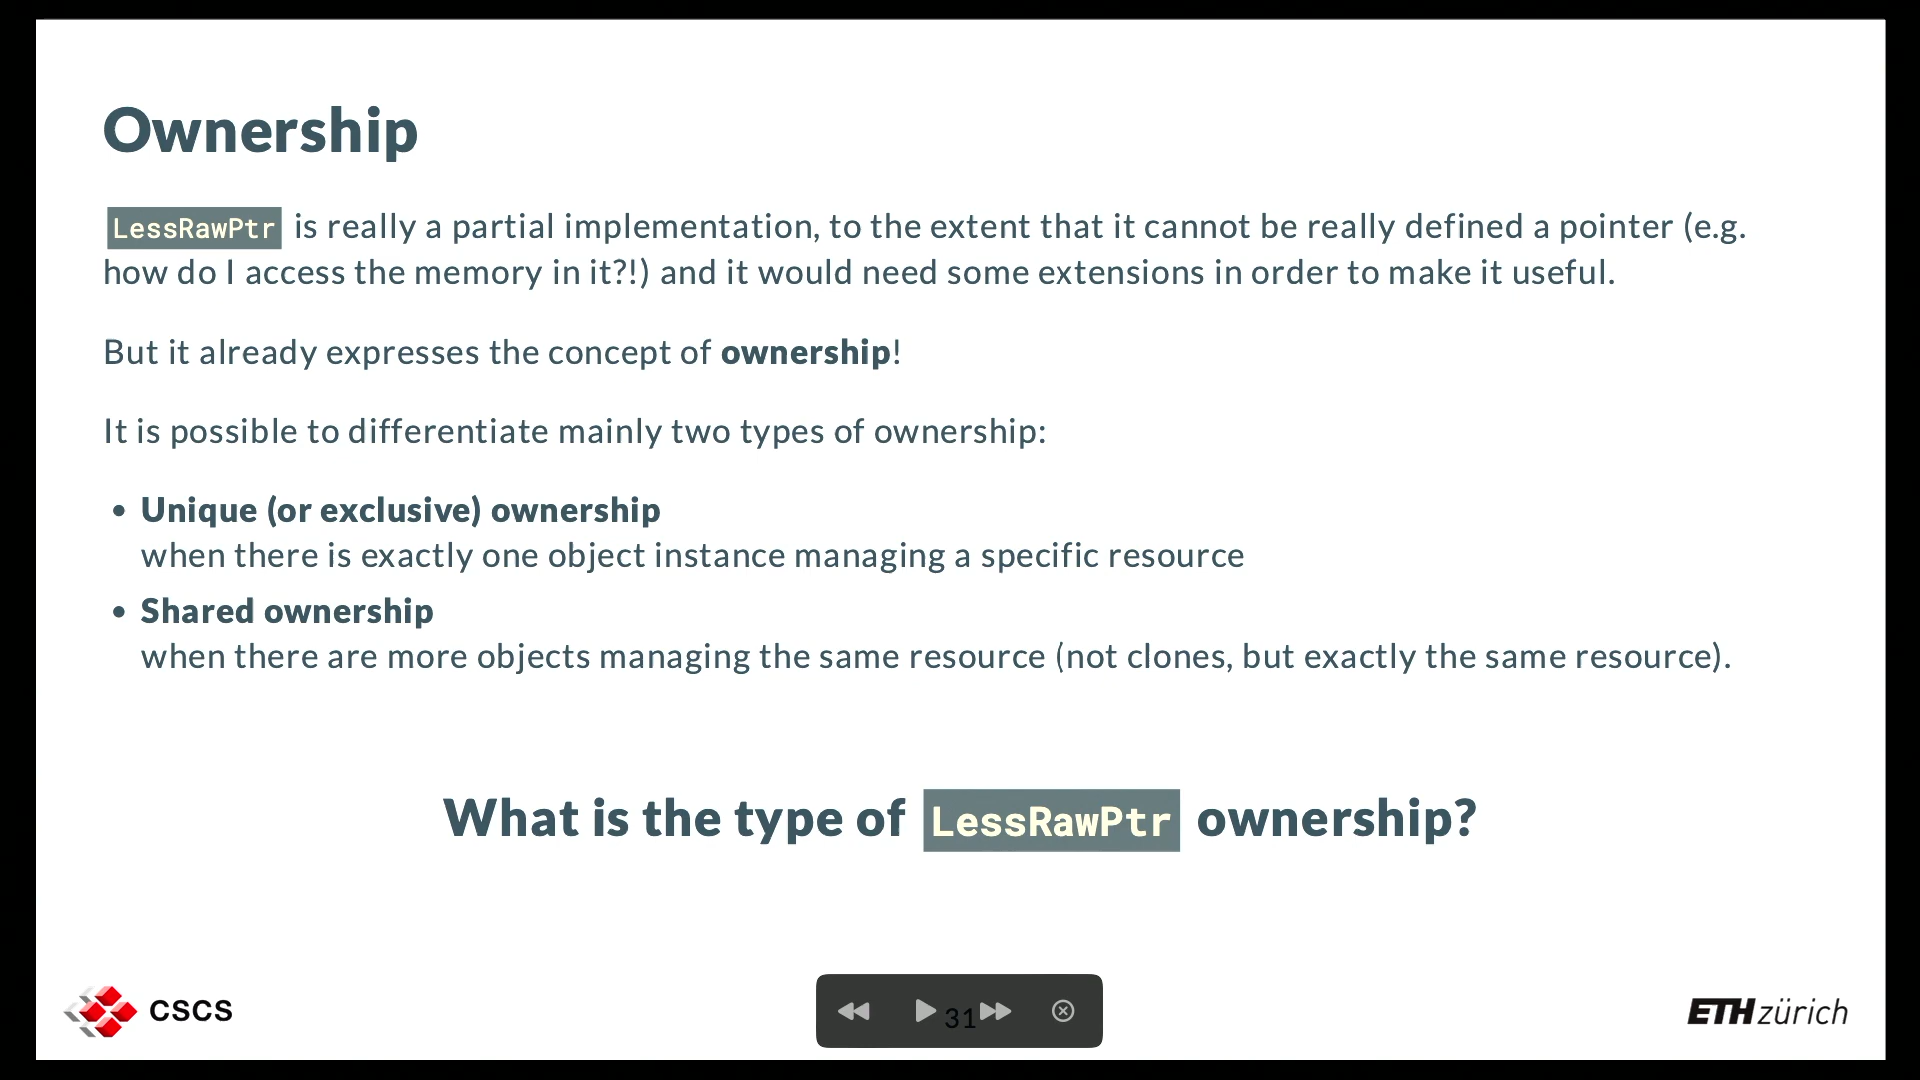 Ownership
LessRawPtr is really a partial implementation, to the extent that it cannot be really defined a pointer (e.g.
how do I access the memory in it?!) and it would need some extensions in order to make it useful.
But it already expresses the concept of ownership!
It is possible to differentiate mainly two types of ownership:
• Unique (or exclusive) ownership
when there is exactly one object instance managing a specific resource
• Shared ownership
when there are more objects managing the same resource (not clones, but exactly the same resource).
What is the type of LessRawPtr ownership?
CSCS
31
ETH zürich